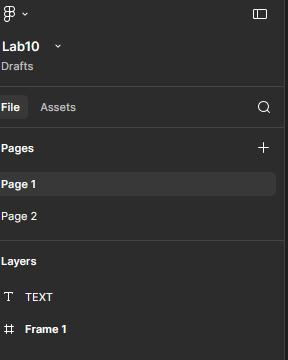 Lab10
Drafts
File Assets
Pages
Page 1
Page 2
Layers
TEXT
Frame 1